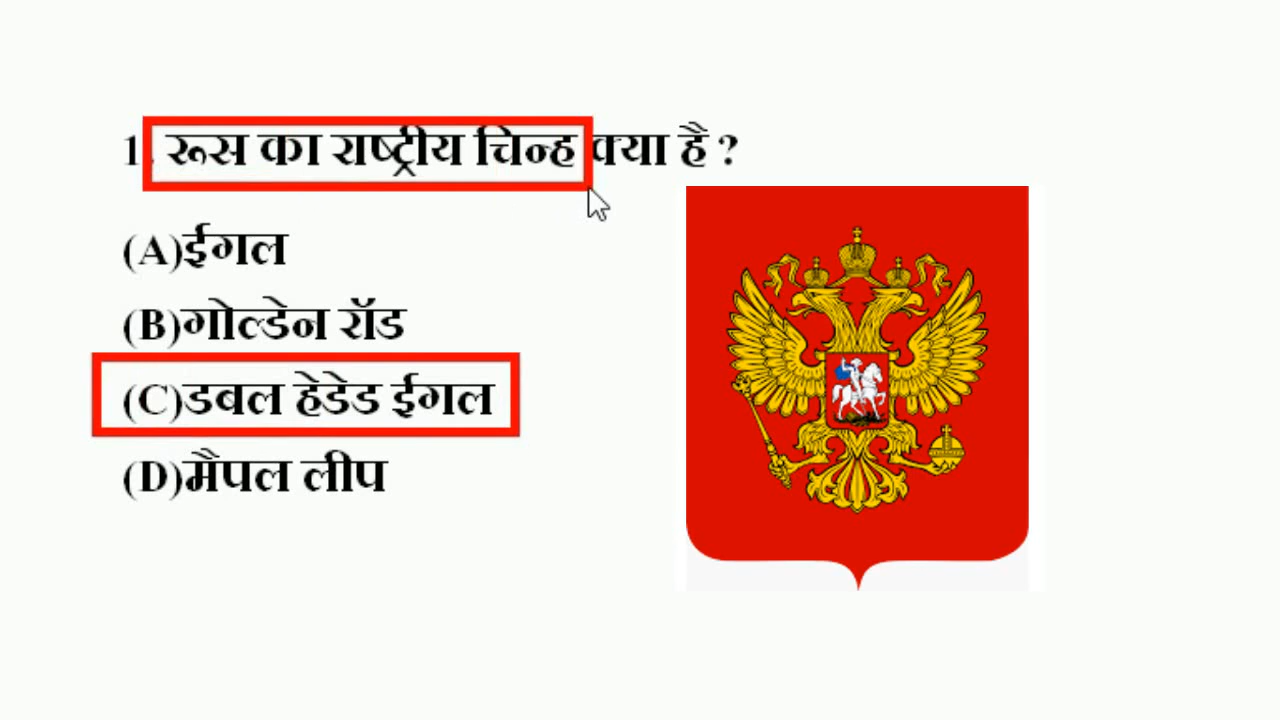 1. रूस का राष्ट्रीय चिन्ह क्या है ?
(A)ईगल
(B)गोल्डेन रॉड
(C)डबल हेडेड ईगल
(D)मैपल लीप